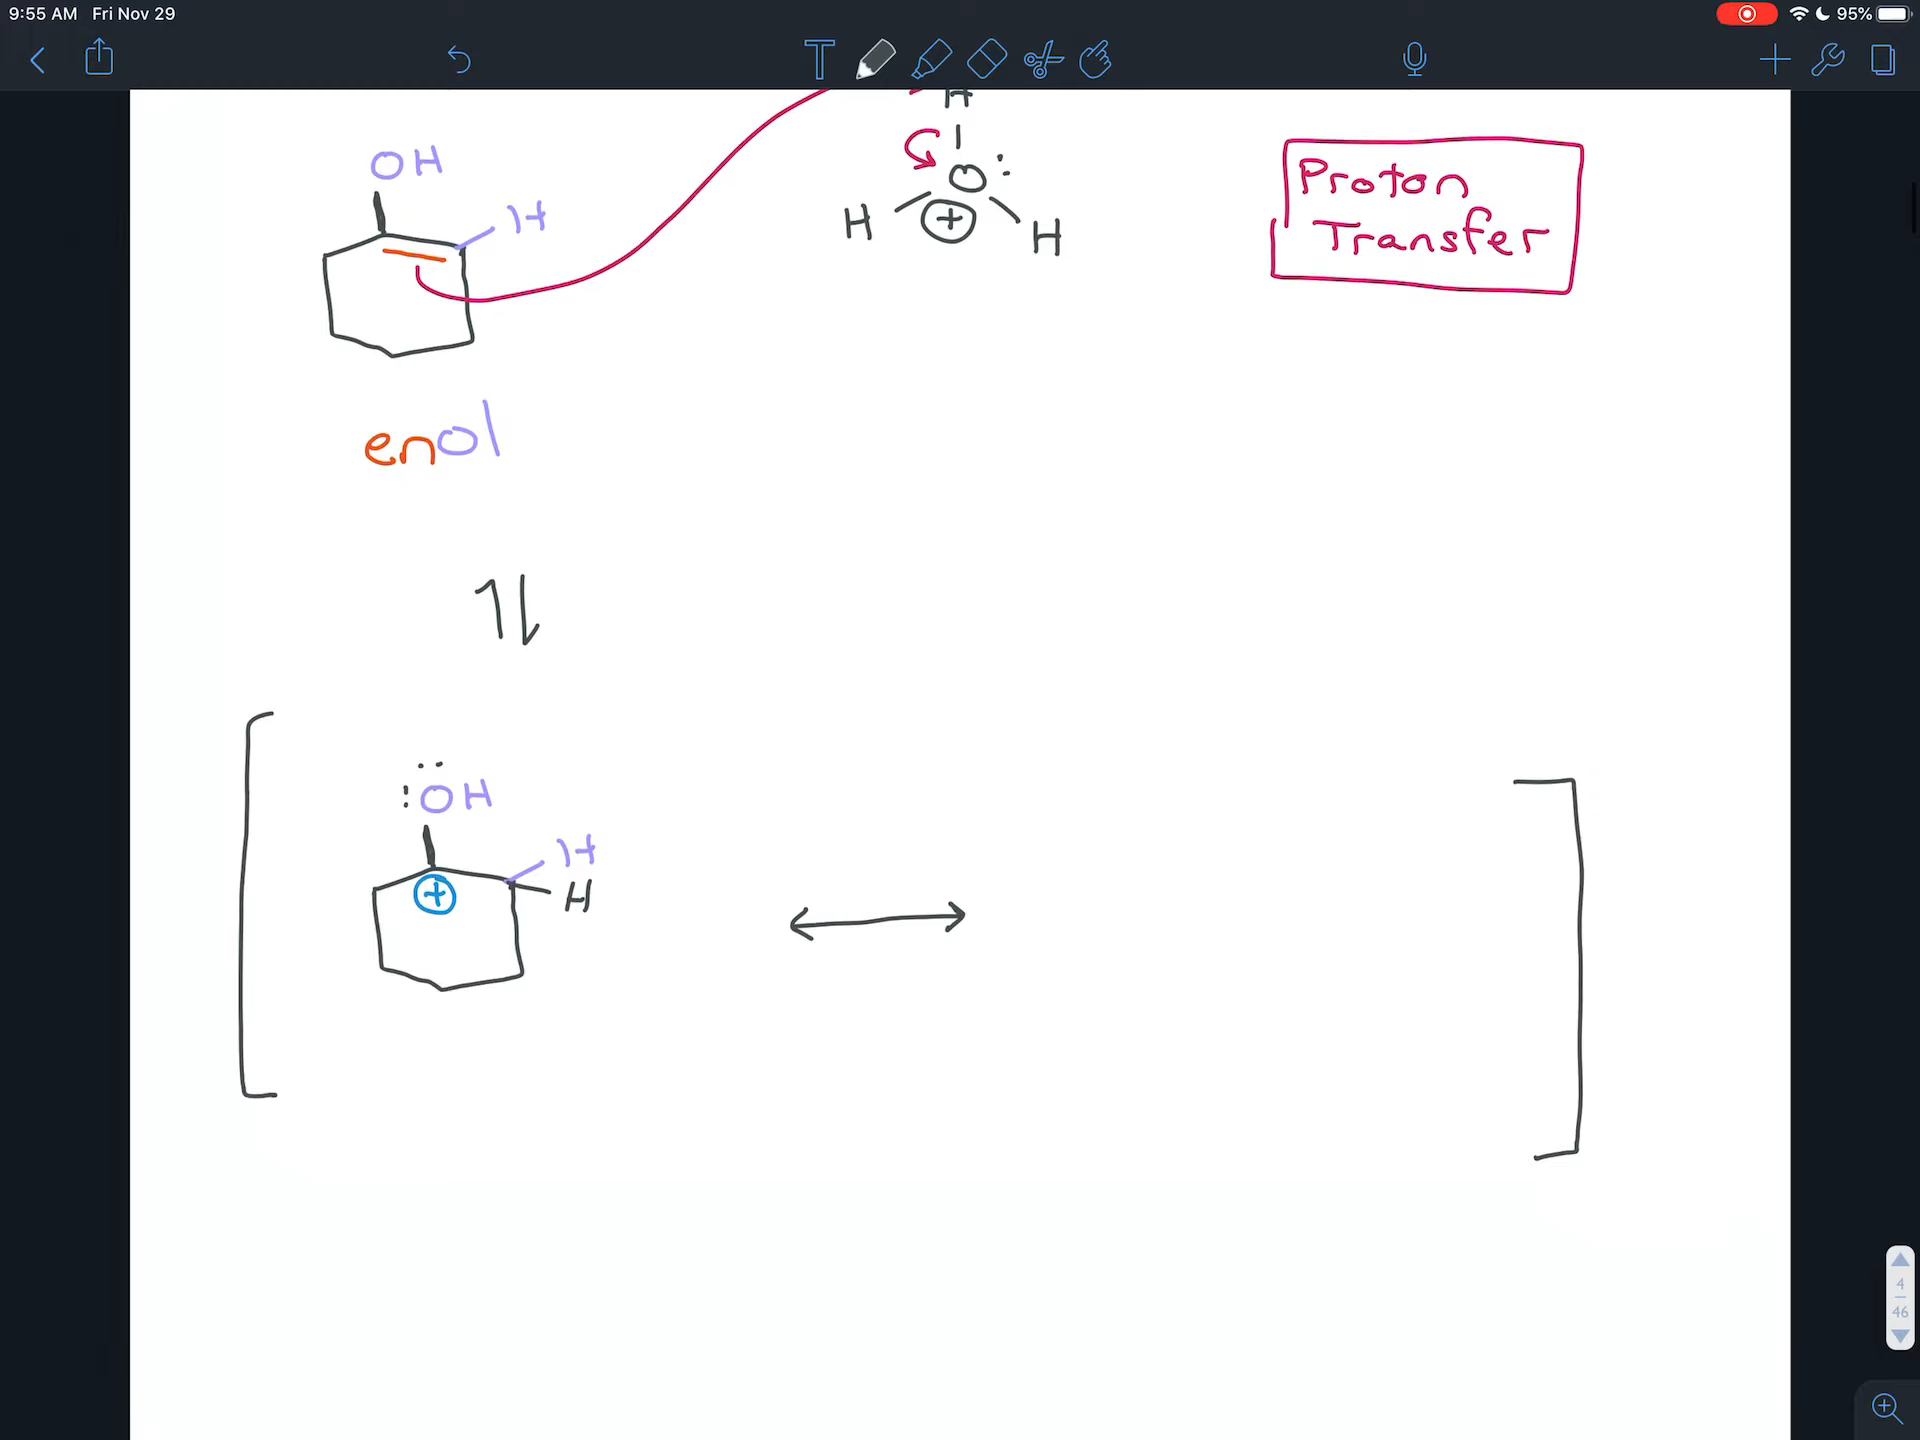 9:55 AM Fri Nov 29
95%
T
H
OH
O:
H
H
+
H
Proton
Transfer
enol
:OH
H
+
H
4
46